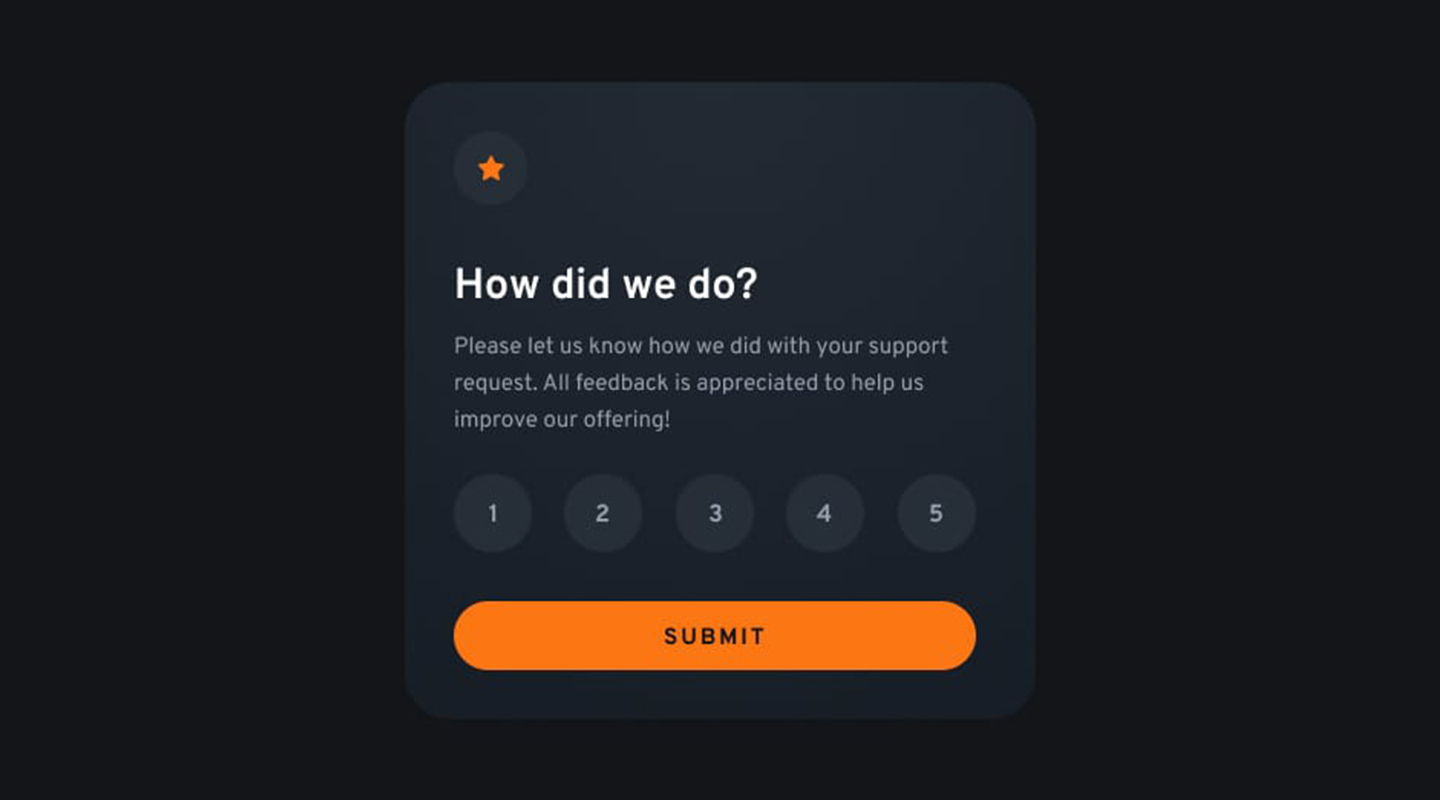 How did we do?
Please let us know how we did with your support
request. All feedback is appreciated to help us
improve our offering!
1 2 3 4 5
SUBMIT